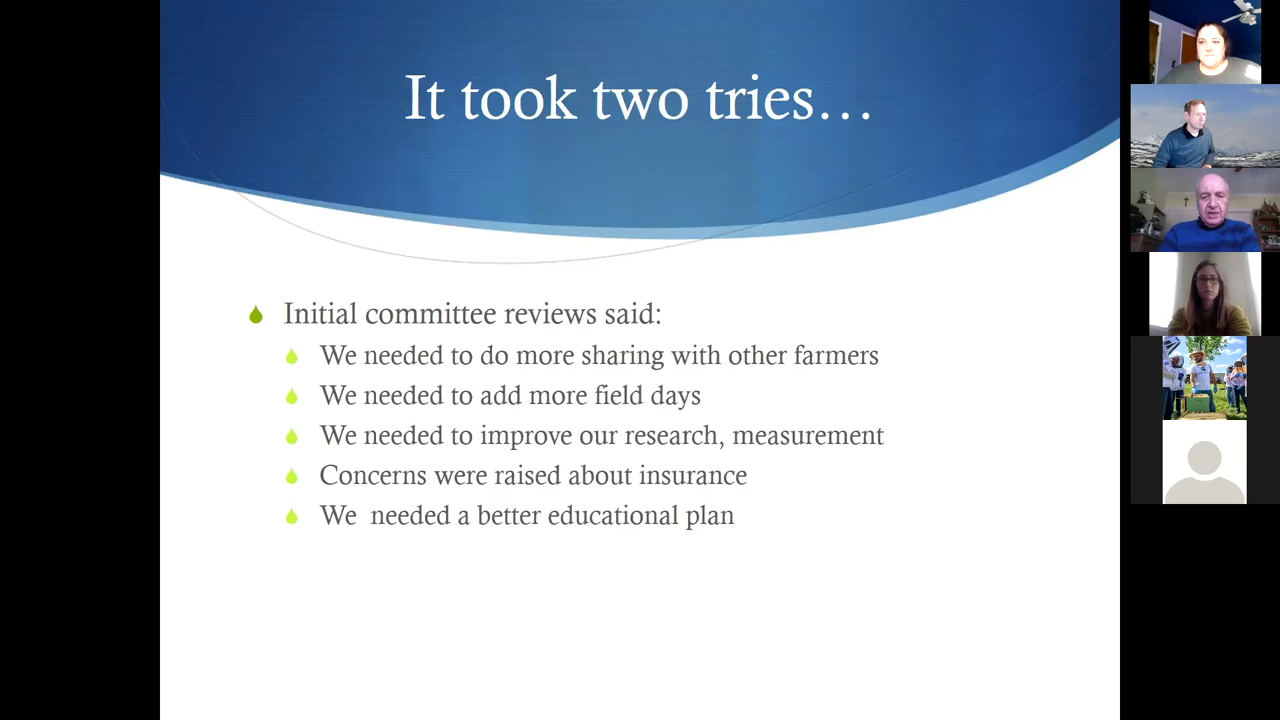 It took two tries…
Initial committee reviews said:
We needed to do more sharing with other farmers
We needed to add more field days
We needed to improve our research, measurement
Concerns were raised about insurance
We  needed a better educational plan